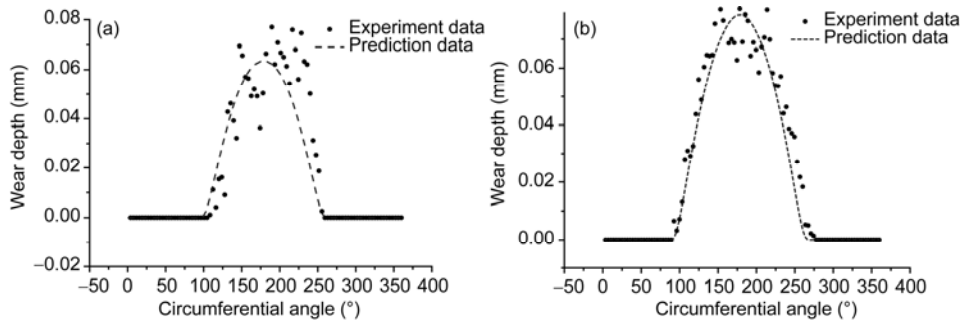 (a)
Experiment data
Prediction data
0.08
0.06
0.04
0.02
0.00
−0.02
Wear depth (mm)
−50 0 50 100 150 200 250 300 350 400
Circumferential angle (°)
(b)
Experiment data
Prediction data
0.08
0.06
0.04
0.02
0.00
Wear depth (mm)
−50 0 50 100 150 200 250 300 350 400
Circumferential angle (°)